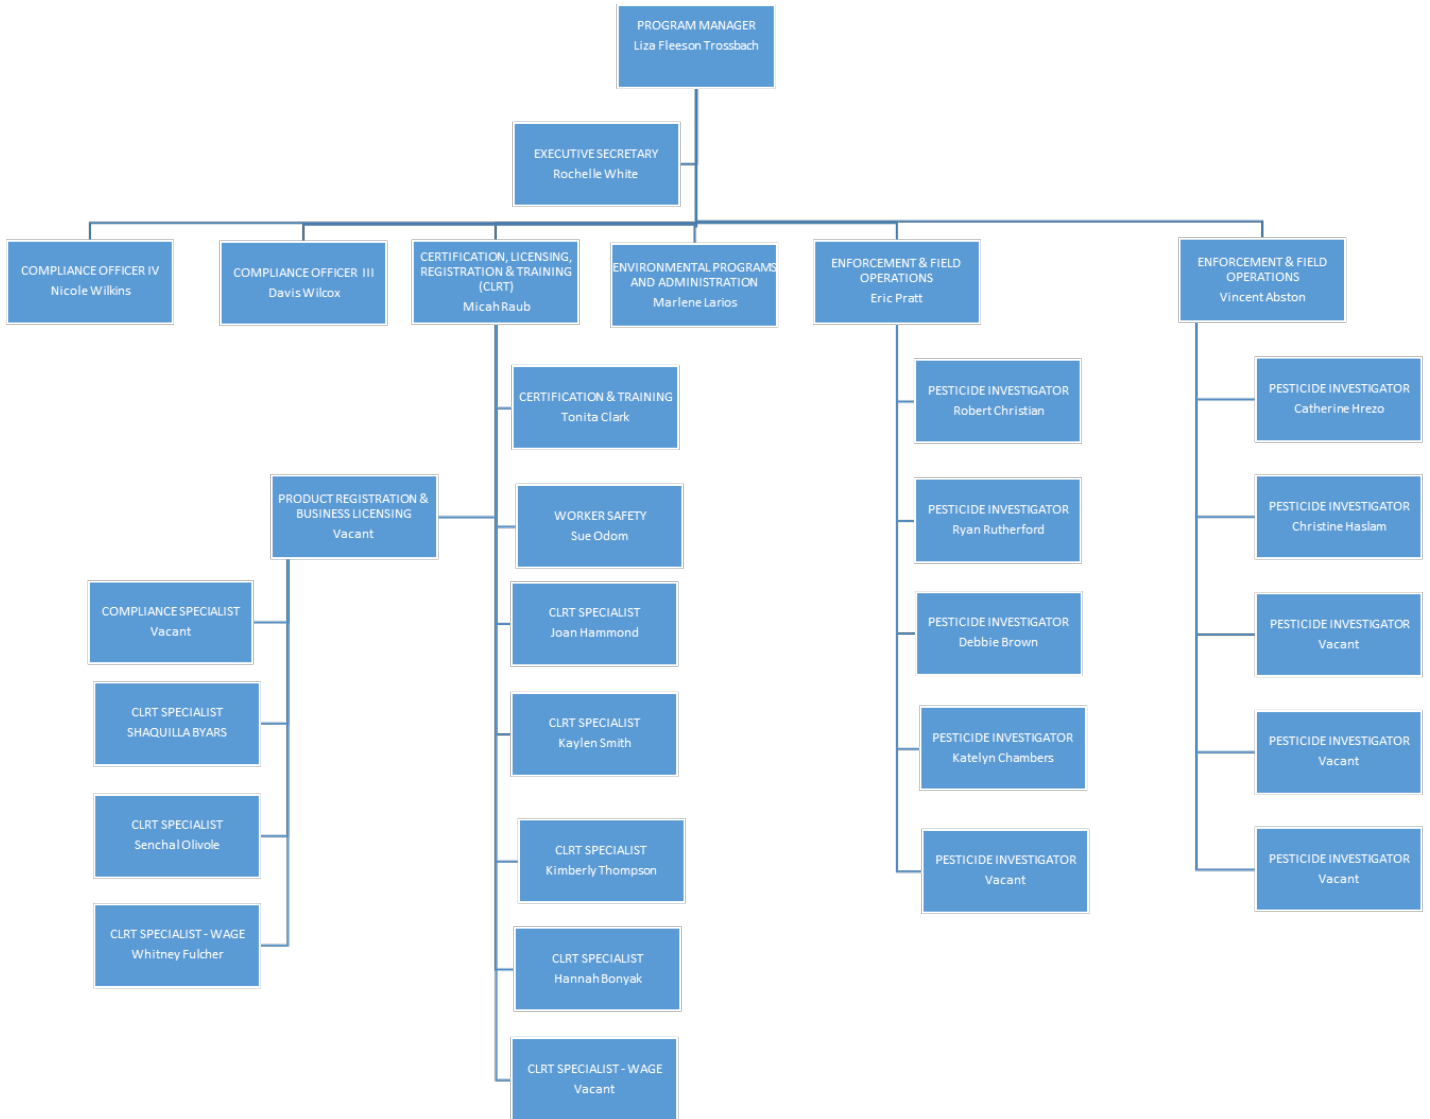 PROGRAM MANAGER
Liza Fleeson Trossbach
EXECUTIVE SECRETARY
Rochelle White
COMPLIANCE OFFICER IV
Nicole Wilkins
COMPLIANCE OFFICER III
Davis Wilcox
CERTIFICATION, LICENSING,
REGISTRATION & TRAINING
(CLRT)
Micah Raub
ENVIRONMENTAL PROGRAMS
AND ADMINISTRATION
Marlene Larios
ENFORCEMENT & FIELD
OPERATIONS
Eric Pratt
ENFORCEMENT & FIELD
OPERATIONS
Vincent Abston
CERTIFICATION & TRAINING
Tonita Clark
PRODUCT REGISTRATION &
BUSINESS LICENSING
Vacant
WORKER SAFETY
Sue Odom
COMPLIANCE SPECIALIST
Vacant
CLRT SPECIALIST
SHAQUILLA BYARS
CLRT SPECIALIST
Senchal Olivole
CLRT SPECIALIST - WAGE
Whitney Fulcher
CLRT SPECIALIST
Joan Hammond
CLRT SPECIALIST
Kaylen Smith
CLRT SPECIALIST
Kimberly Thompson
CLRT SPECIALIST
Hannah Bonyak
CLRT SPECIALIST - WAGE
Vacant
PESTICIDE INVESTIGATOR
Robert Christian
PESTICIDE INVESTIGATOR
Ryan Rutherford
PESTICIDE INVESTIGATOR
Debbie Brown
PESTICIDE INVESTIGATOR
Katelyn Chambers
PESTICIDE INVESTIGATOR
Vacant
PESTICIDE INVESTIGATOR
Catherine Hrezo
PESTICIDE INVESTIGATOR
Christine Haslam
PESTICIDE INVESTIGATOR
Vacant
PESTICIDE INVESTIGATOR
Vacant
PESTICIDE INVESTIGATOR
Vacant